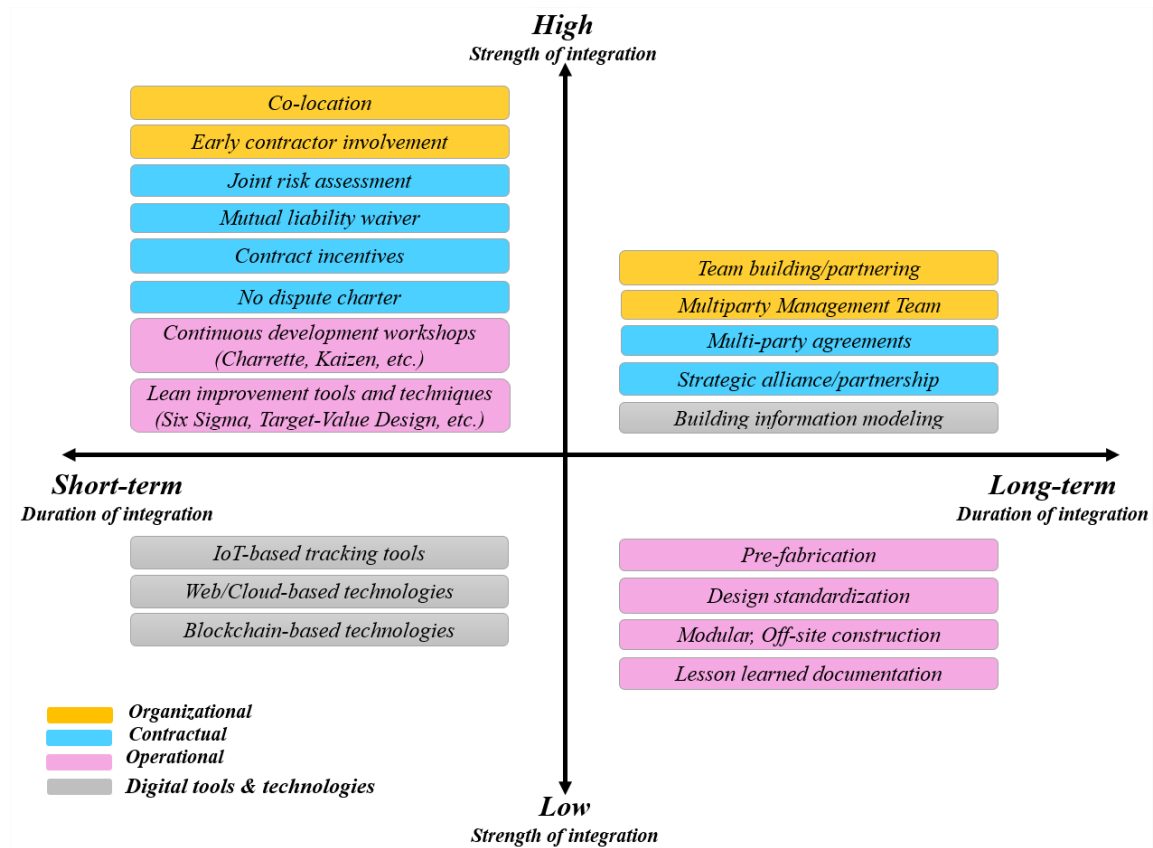 High
Strength of integration
Co-location
Early contractor involvement
Joint risk assessment
Mutual liability waiver
Contract incentives
No dispute charter
Continuous development workshops
(Charrette, Kaizen, etc.)
Lean improvement tools and techniques
(Six Sigma, Target-Value Design, etc.)
Team building/partnering
Multiparty Management Team
Multi-party agreements
Strategic alliance/partnership
Building information modeling
Short-term
Duration of integration
Long-term
Duration of integration
IoT-based tracking tools
Web/Cloud-based technologies
Blockchain-based technologies
Pre-fabrication
Design standardization
Modular, Off-site construction
Lesson learned documentation
Organizational
Contractual
Operational
Digital tools & technologies
Low
Strength of integration